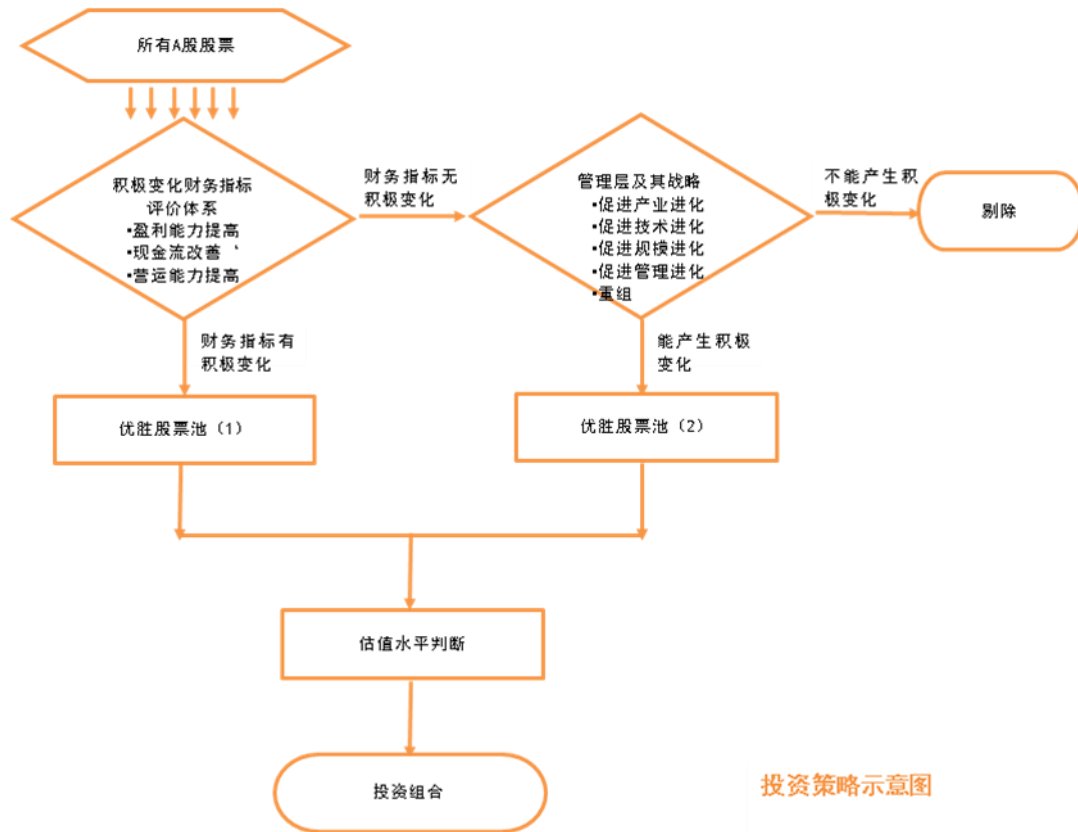 所有A股股票
积极变化财务指标
评价体系
▪盈利能力提高
▪现金流改善 `
▪营运能力提高
财务指标无
积极变化
管理层及其战略
▪促进产业进化
▪促进技术进化
▪促进规模进化
▪促进管理进化
▪重组
不能产生积
极变化
剔除
财务指标有
积极变化
能产生积极
变化
优胜股票池（1）
优胜股票池（2）
估值水平判断
投资组合
投资策略示意图